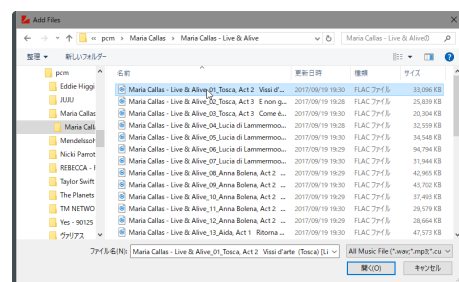 Add Files
« pcm › Maria Callas › Maria Callas - Live & Alive
Maria Callas - Live & Aliveの
整理 ▾ 新しいフォルダー
pcm
Eddie Higgi
JUJU
Maria Callas
Maria Call
Mendelssoh
Nicki Parrot
REBECCA - I
Taylor Swift
The Planets
TM NETWO
Yes - 90125
ヴァリアス
名前 更新日時 種類 サイズ
Maria Callas - Live & Alive_01_Tosca, Act 2 Vissi d'... 2017/09/19 19:30 FLAC ファイル 33,096 KB
Maria Callas - Live & Alive_02_Tosca, Act 3 E non g... 2017/09/19 19:28 FLAC ファイル 25,839 KB
Maria Callas - Live & Alive_03_Tosca, Act 3 Come è... 2017/09/19 19:30 FLAC ファイル 20,304 KB
Maria Callas - Live & Alive_04_Lucia di Lammermoo... 2017/09/19 19:28 FLAC ファイル 32,559 KB
Maria Callas - Live & Alive_05_Lucia di Lammermoo... 2017/09/19 19:30 FLAC ファイル 34,548 KB
Maria Callas - Live & Alive_06_Lucia di Lammermoo... 2017/09/19 19:29 FLAC ファイル 94,794 KB
Maria Callas - Live & Alive_07_Lucia di Lammermoo... 2017/09/19 19:30 FLAC ファイル 31,944 KB
Maria Callas - Live & Alive_08_Anna Bolena, Act 2 ... 2017/09/19 19:29 FLAC ファイル 42,965 KB
Maria Callas - Live & Alive_09_Anna Bolena, Act 2 ... 2017/09/19 19:30 FLAC ファイル 43,702 KB
Maria Callas - Live & Alive_10_Anna Bolena, Act 2 ... 2017/09/19 19:30 FLAC ファイル 37,493 KB
Maria Callas - Live & Alive_11_Anna Bolena, Act 2 ... 2017/09/19 19:30 FLAC ファイル 29,579 KB
Maria Callas - Live & Alive_12_Anna Bolena, Act 2 ... 2017/09/19 19:29 FLAC ファイル 28,664 KB
Maria Callas - Live & Alive_13_Aida, Act 1 Ritorna ... 2017/09/19 19:30 FLAC ファイル 47,573 KB
ファイル名(N): Maria Callas - Live & Alive_01_Tosca, Act 2 Vissi d'arte (Tosca) [Li All Music File (*.wav;*.mp3;*.cu
開く(O) キャンセル